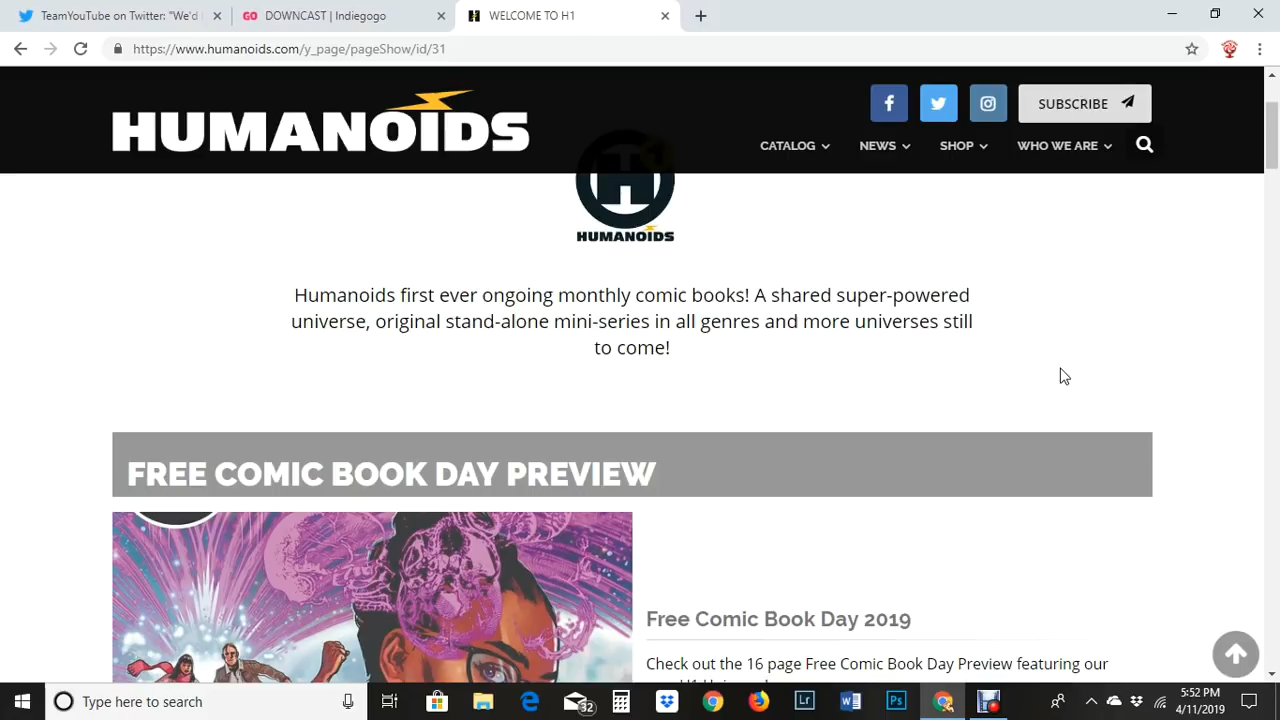 TeamYouTube on Twitter: "We'd
DOWNCAST | Indiegogo
WELCOME TO H1
https://www.humanoids.com/y_page/pageShow/id/31
HUMANOIDS
SUBSCRIBE
CATALOG
NEWS
SHOP
WHO WE ARE
H
HUMANOIDS
Humanoids first ever ongoing monthly comic books! A shared super-powered
universe, original stand-alone mini-series in all genres and more universes still
to come!
FREE COMIC BOOK DAY PREVIEW
Free Comic Book Day 2019
Check out the 16 page Free Comic Book Day Preview featuring our
Type here to search
32
Lr
Ps
5:52 PM
4/11/2019